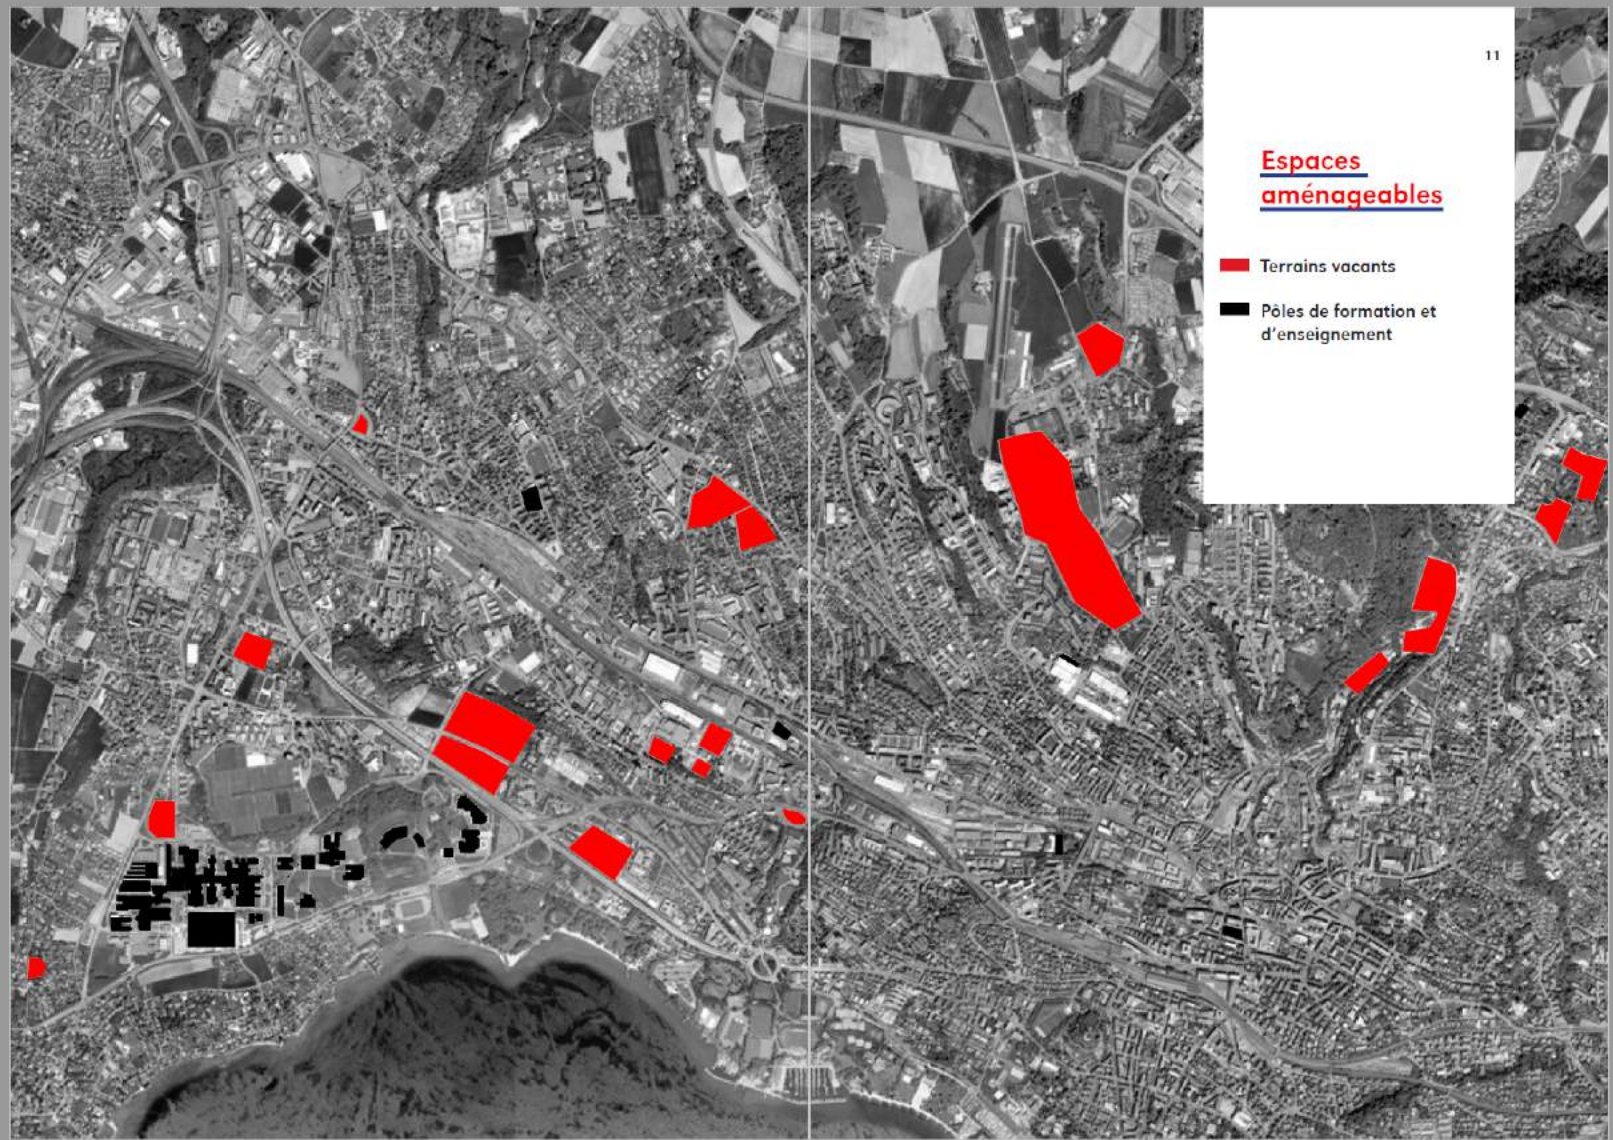 11
Espaces
aménageables
Terrains vacants
Pôles de formation et
d'enseignement